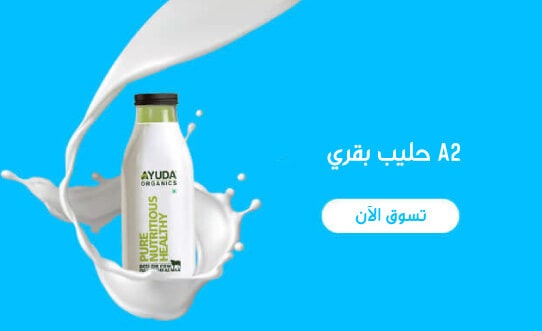 A2 حليب بقري
تسوق الآن
AYUDA
ORGANICS
PURE
NUTRITIOUS
HEALTHY